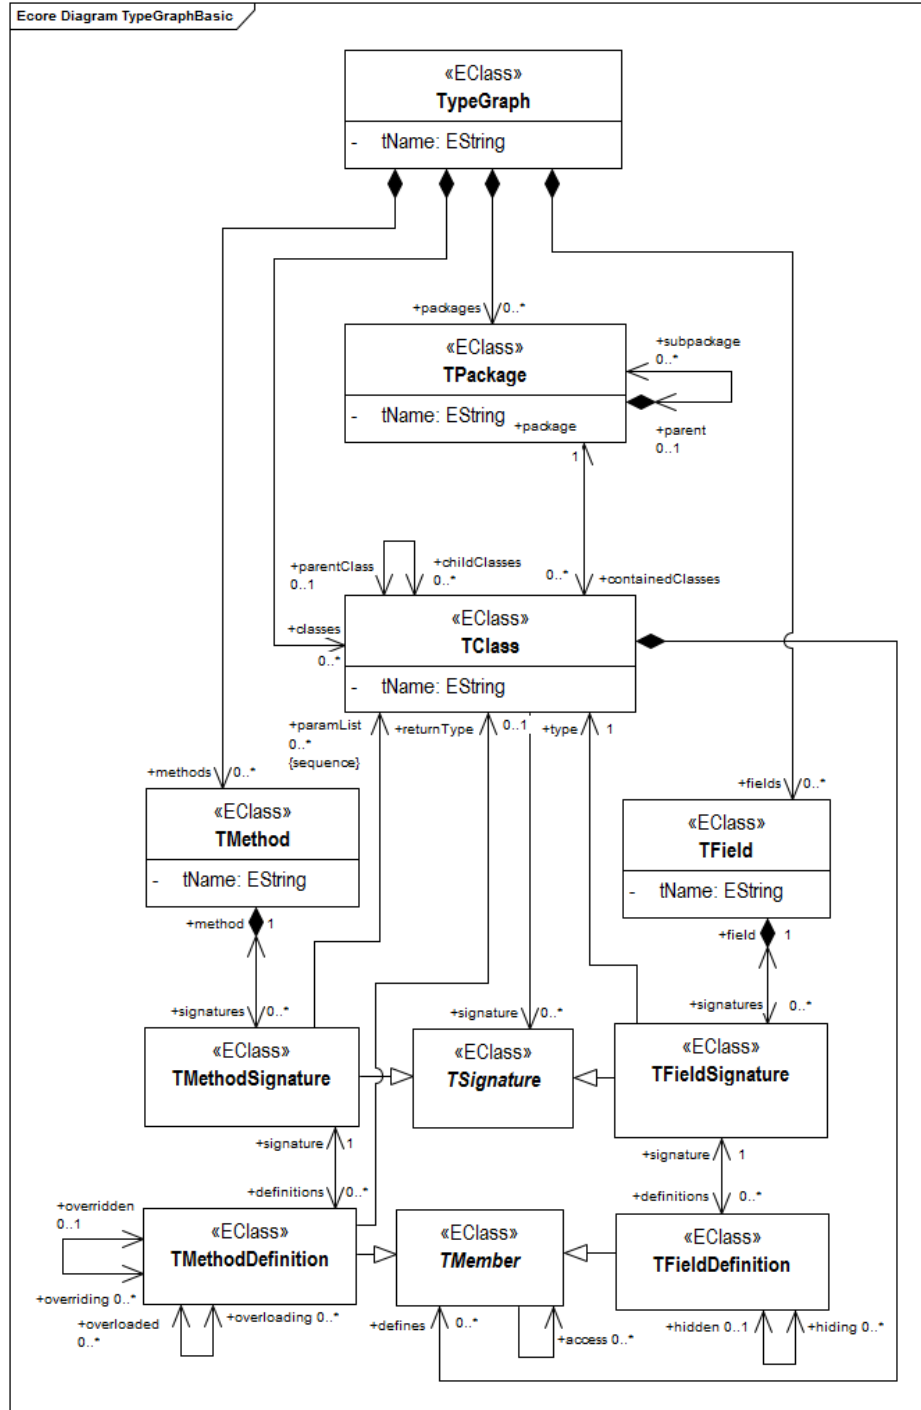 Ecore Diagram TypeGraphBasic
«EClass»
TypeGraph
- tName: EString
+packages 0..*
«EClass»
TPackage
- tName: EString
+subpackage
0..*
+parent
0..1
+package
1
+parentClass
0..1
+childClasses
0..*
0..* +containedClasses
+classes
0..*
«EClass»
TClass
- tName: EString
+paramList
0..*
{sequence}
+returnType 0..1
+type 1
+methods 0..*
«EClass»
TMethod
- tName: EString
+method 1
+fields 0..*
«EClass»
TField
- tName: EString
+field 1
+signatures 0..*
+signature 0..*
+signatures 0..*
«EClass»
TMethodSignature
«EClass»
TSignature
«EClass»
TFieldSignature
+signature 1
+definitions 0..*
+signature 1
+definitions 0..*
+overridden
0..1
«EClass»
TMethodDefinition
«EClass»
TMember
«EClass»
TFieldDefinition
+overriding 0..*
+overloaded
0..*
+overloading 0..*
+defines 0..*
+access 0..*
+hidden 0..1
+hiding 0..*